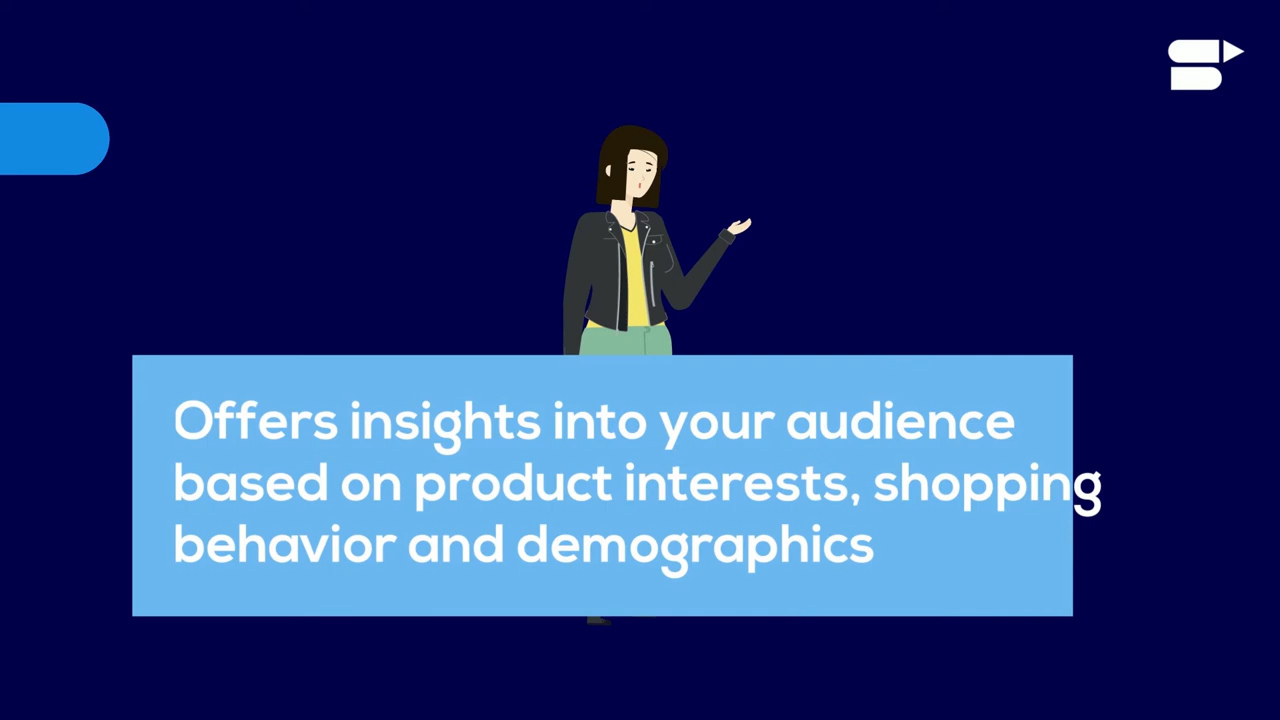 Offers insights into your audience
based on product interests, shopping
behavior and demographics